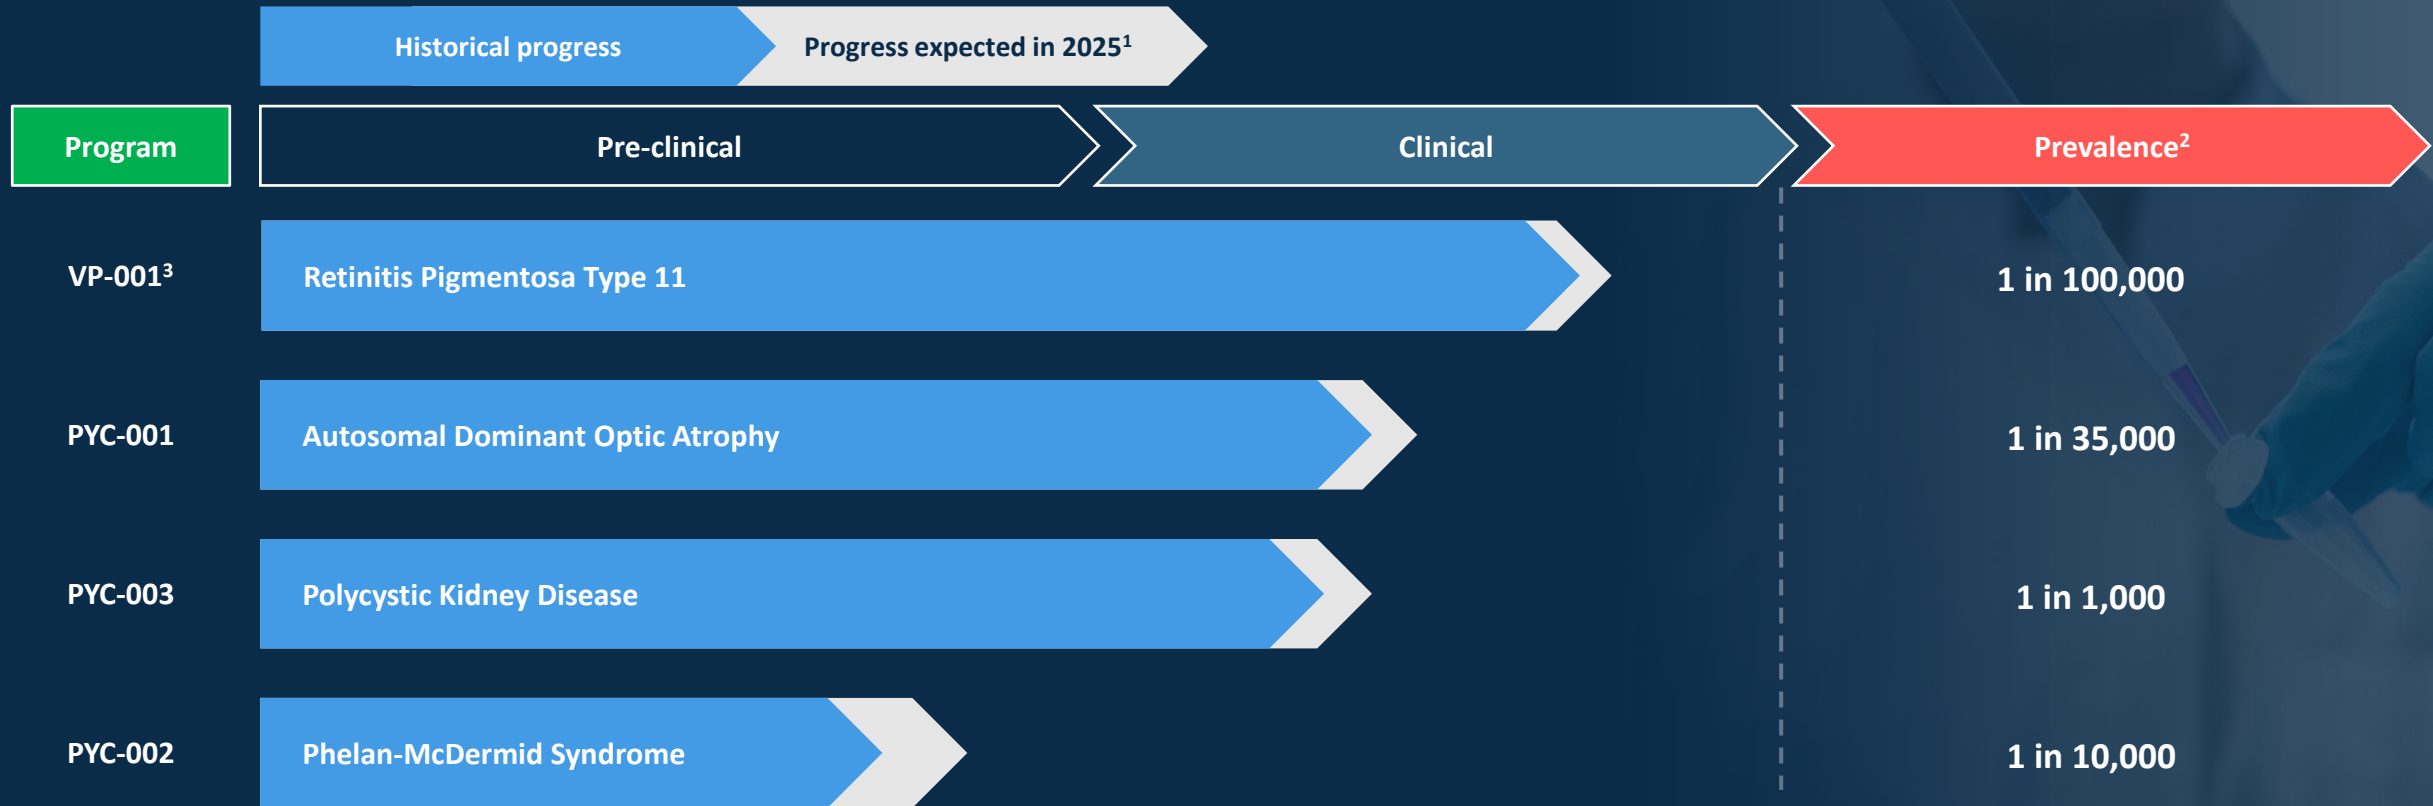 Historical progress
Progress expected in 2025¹
Program
Pre-clinical
Clinical
Prevalence²
VP-001³
Retinitis Pigmentosa Type 11
1 in 100,000
PYC-001
Autosomal Dominant Optic Atrophy
1 in 35,000
PYC-003
Polycystic Kidney Disease
1 in 1,000
PYC-002
Phelan-McDermid Syndrome
1 in 10,000